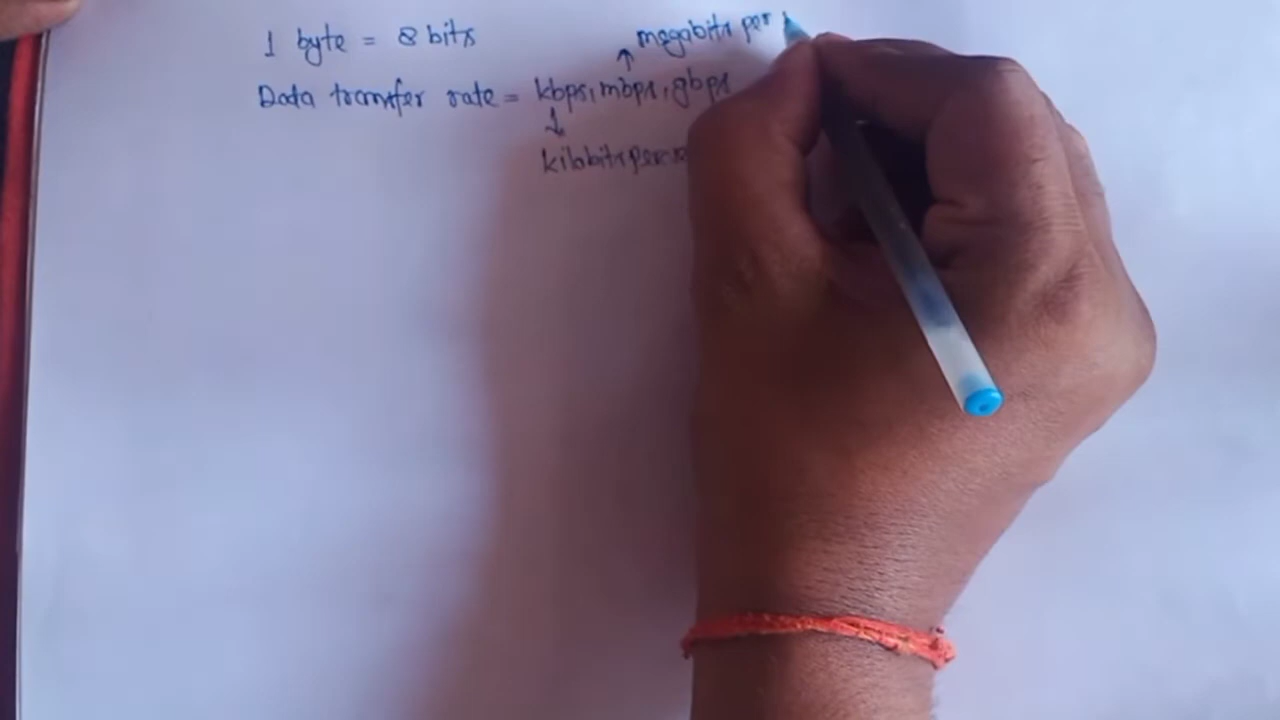 megabits per
1 byte = 8 bits
Data transfer rate = kbps, mbps, gbps
kilobits per